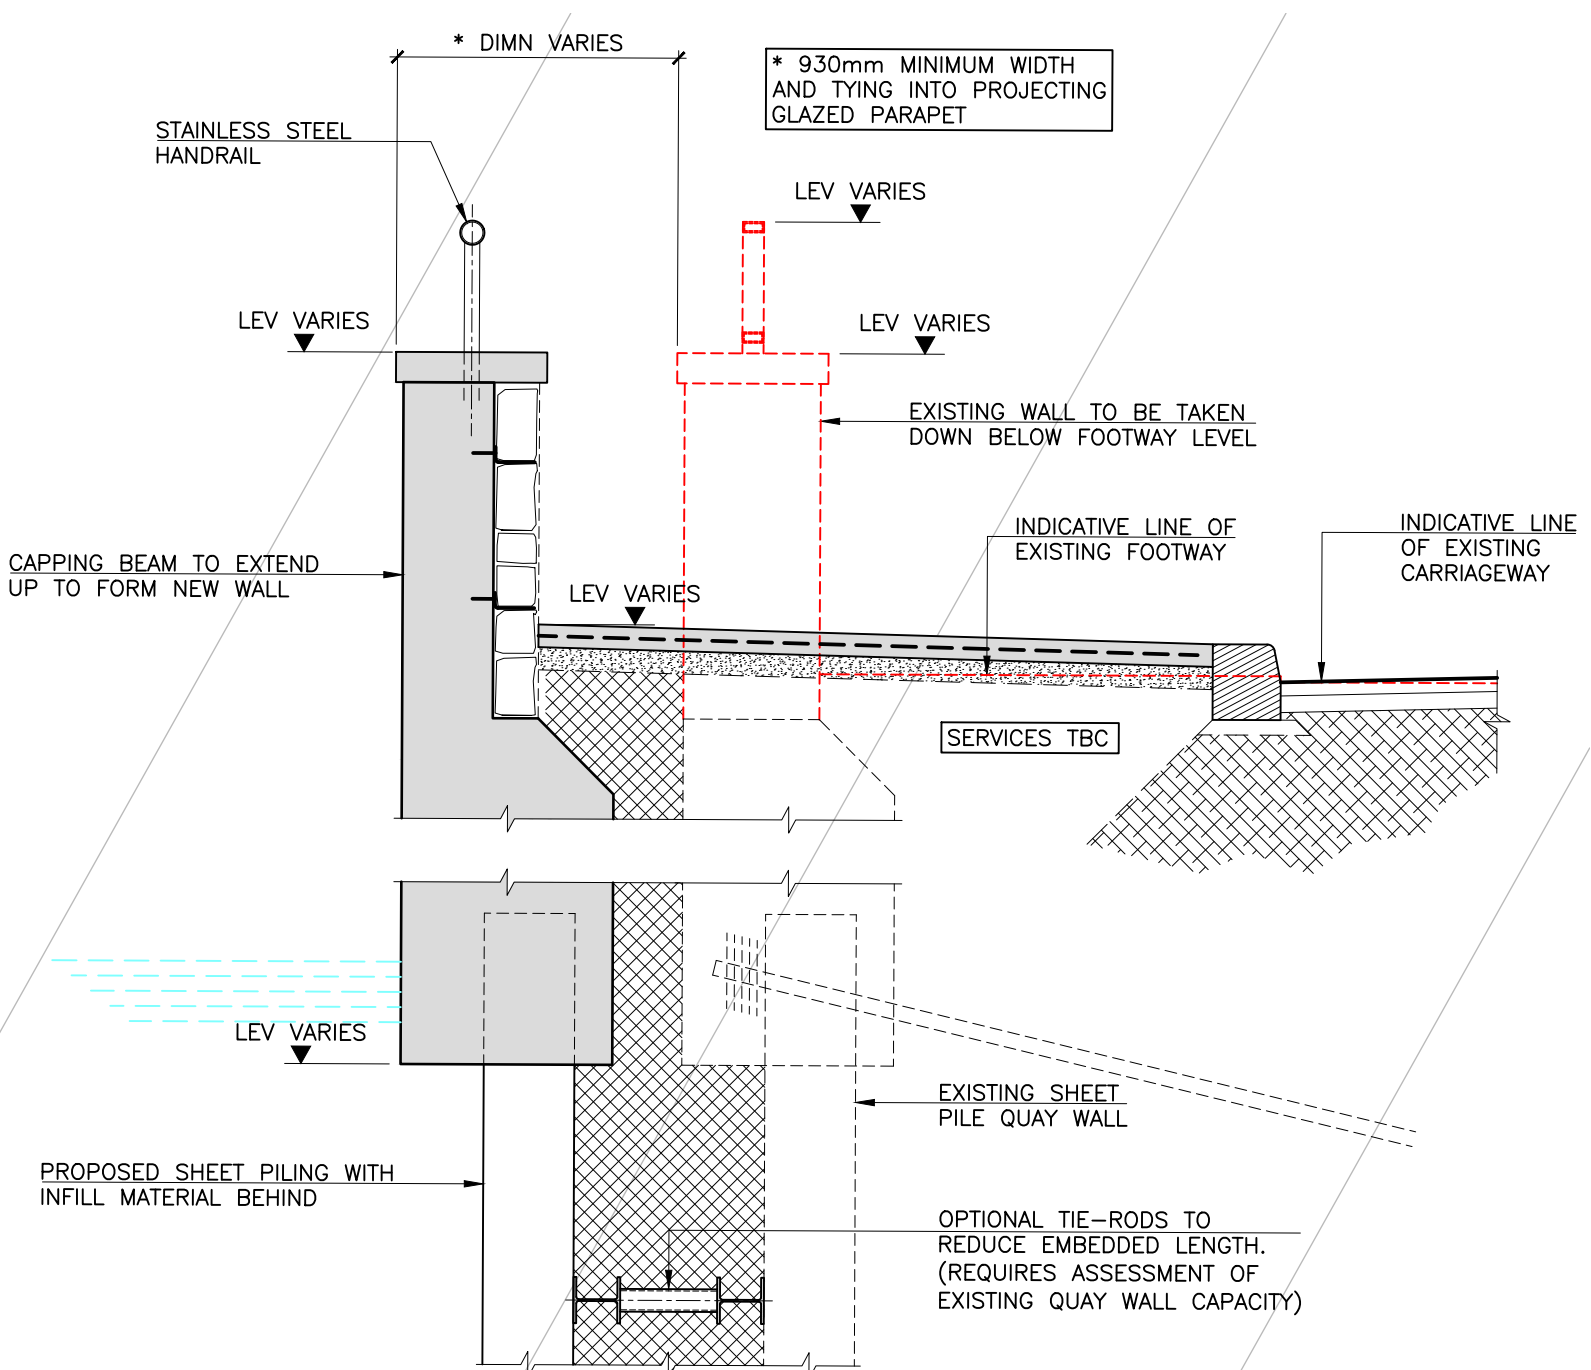 * DIMN VARIES
* 930mm MINIMUM WIDTH
AND TYING INTO PROJECTING
GLAZED PARAPET
STAINLESS STEEL
HANDRAIL
LEV VARIES
LEV VARIES
LEV VARIES
EXISTING WALL TO BE TAKEN
DOWN BELOW FOOTWAY LEVEL
INDICATIVE LINE OF
EXISTING FOOTWAY
INDICATIVE LINE
OF EXISTING
CARRIAGEWAY
CAPPING BEAM TO EXTEND
UP TO FORM NEW WALL
LEV VARIES
SERVICES TBC
LEV VARIES
EXISTING SHEET
PILE QUAY WALL
PROPOSED SHEET PILING WITH
INFILL MATERIAL BEHIND
OPTIONAL TIE-RODS TO
REDUCE EMBEDDED LENGTH.
(REQUIRES ASSESSMENT OF
EXISTING QUAY WALL CAPACITY)